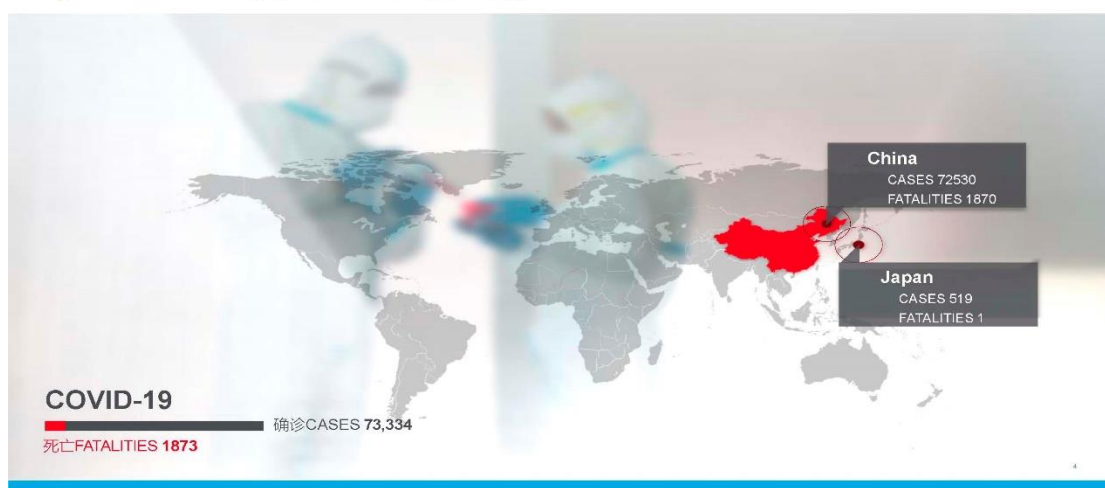 China
CASES 72530
FATALITIES 1870
Japan
CASES 519
FATALITIES 1
COVID-19
确诊CASES 73,334
死亡FATALITIES 1873
4